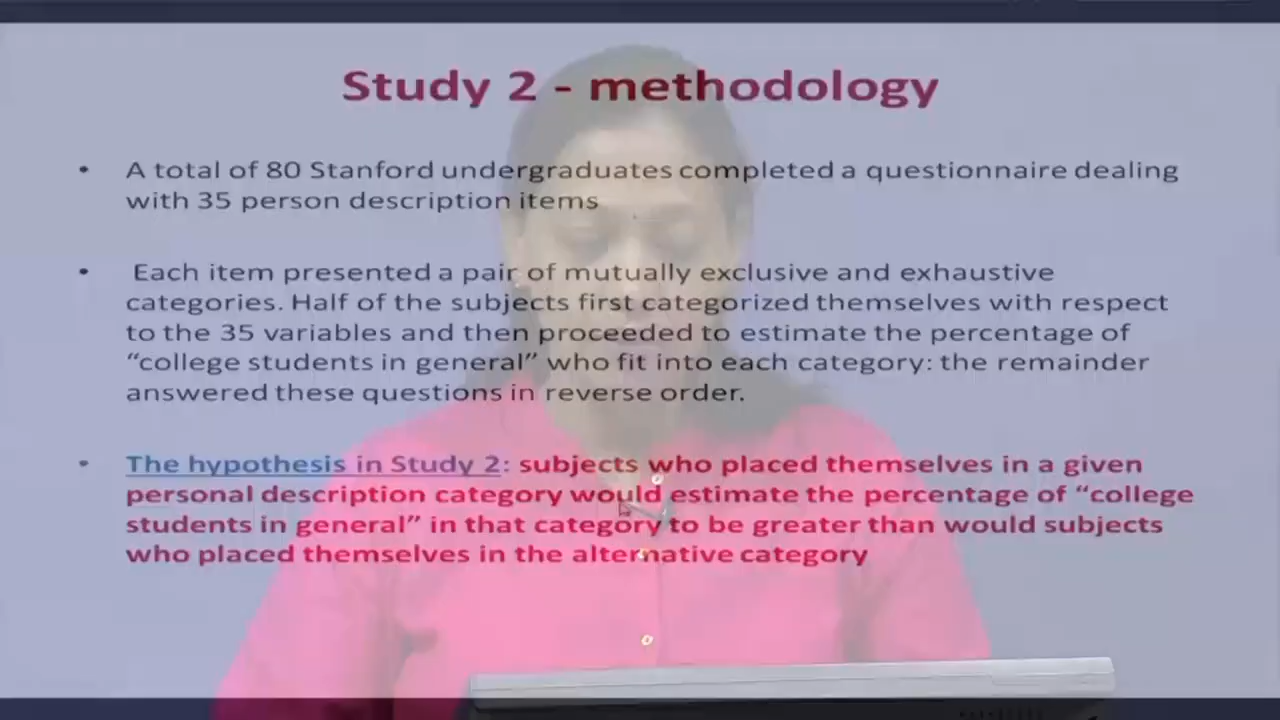 Study 2 - methodology
• A total of 80 Stanford undergraduates completed a questionnaire dealing
with 35 person description items
• Each item presented a pair of mutually exclusive and exhaustive
categories. Half of the subjects first categorized themselves with respect
to the 35 variables and then proceeded to estimate the percentage of
“college students in general” who fit into each category: the remainder
answered these questions in reverse order.
• The hypothesis in Study 2: subjects who placed themselves in a given
personal description category would estimate the percentage of “college
students in general” in that category to be greater than would subjects
who placed themselves in the alternative category